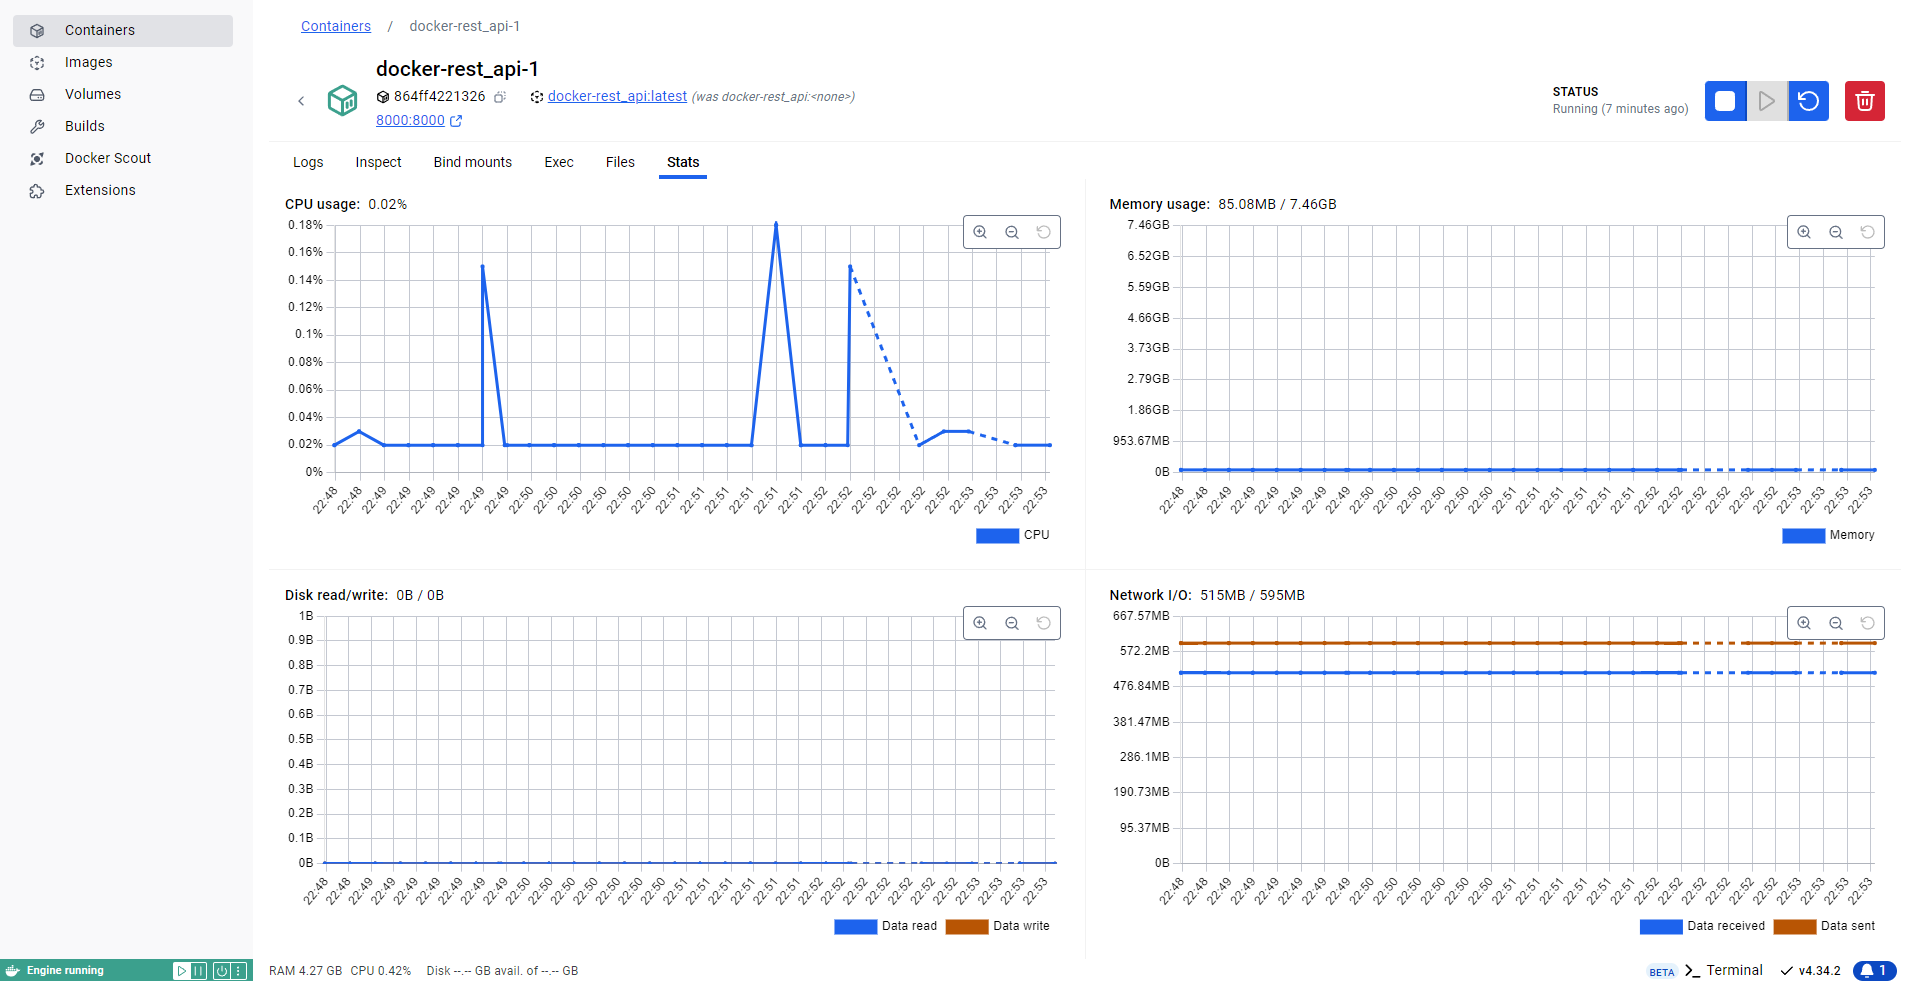 Containers
Images
Volumes
Builds
Docker Scout
Extensions
Containers / docker-rest_api-1
docker-rest_api-1
864ff4221326 docker-rest_api:latest (was docker-rest_api:<none>)
8000:8000
STATUS
Running (7 minutes ago)
Logs Inspect Bind mounts Exec Files Stats
CPU usage: 0.02%
0.18%
0.16%
0.14%
0.12%
0.1%
0.08%
0.06%
0.04%
0.02%
0%
22:48 22:48 22:49 22:49 22:49 22:49 22:49 22:49 22:50 22:50 22:50 22:50 22:50 22:50 22:51 22:51 22:51 22:51 22:51 22:51 22:52 22:52 22:52 22:52 22:52 22:52 22:53 22:53 22:53 22:53
CPU
Memory usage: 85.08MB / 7.46GB
7.46GB
6.52GB
5.59GB
4.66GB
3.73GB
2.79GB
1.86GB
953.67MB
0B
22:48 22:48 22:49 22:49 22:49 22:49 22:49 22:49 22:50 22:50 22:50 22:50 22:50 22:50 22:51 22:51 22:51 22:51 22:51 22:51 22:52 22:52 22:52 22:52 22:52 22:52 22:53 22:53 22:53 22:53
Memory
Disk read/write: 0B / 0B
1B
0.9B
0.8B
0.7B
0.6B
0.5B
0.4B
0.3B
0.2B
0.1B
0B
22:48 22:48 22:49 22:49 22:49 22:49 22:49 22:49 22:49 22:50 22:50 22:50 22:50 22:50 22:50 22:50 22:51 22:51 22:51 22:51 22:51 22:51 22:52 22:52 22:52 22:52 22:52 22:52 22:53 22:53 22:53 22:53
Data read Data write
Network I/O: 515MB / 595MB
667.57MB
572.2MB
476.84MB
381.47MB
286.1MB
190.73MB
95.37MB
0B
22:48 22:48 22:49 22:49 22:49 22:49 22:49 22:49 22:50 22:50 22:50 22:50 22:50 22:50 22:51 22:51 22:51 22:51 22:51 22:51 22:52 22:52 22:52 22:52 22:52 22:52 22:53 22:53 22:53 22:53
Data received Data sent
Engine running
RAM 4.27 GB CPU 0.42% Disk --.-- GB avail. of --.-- GB
BETA >_ Terminal v4.34.2 1